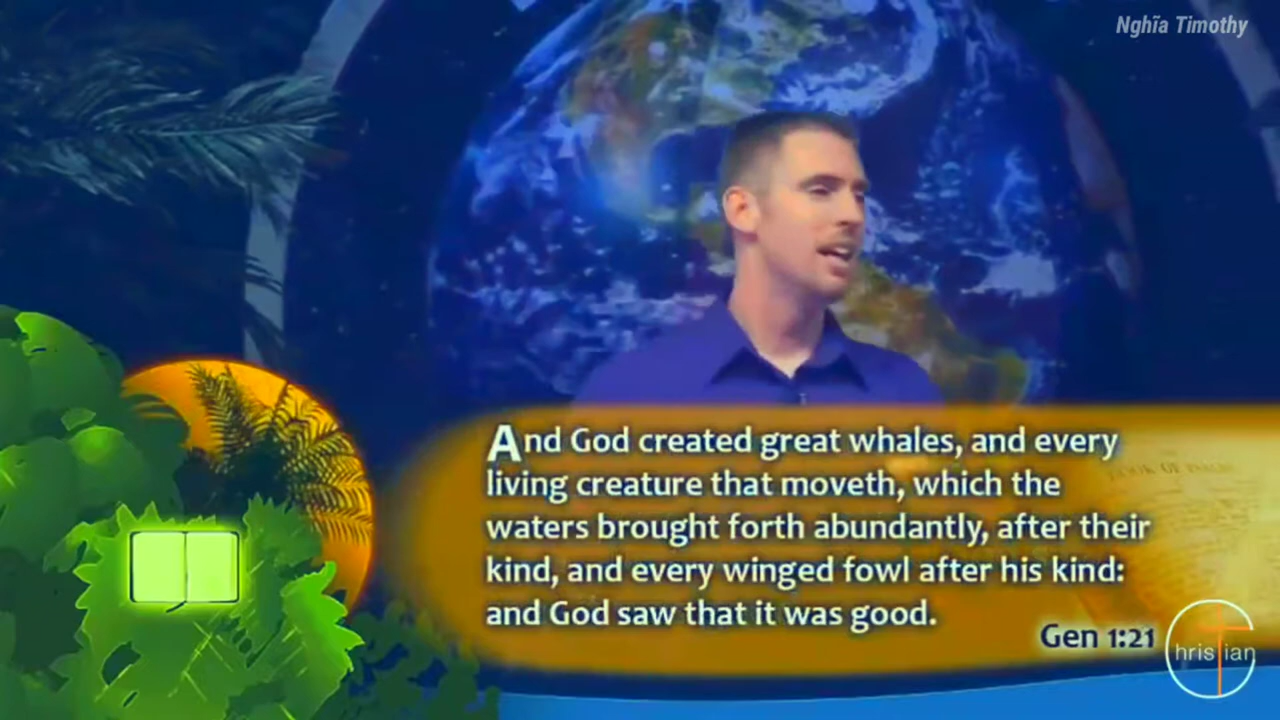 Nghĩa Timothy
And God created great whales, and every
living creature that moveth, which the
waters brought forth abundantly, after their
kind, and every winged fowl after his kind:
and God saw that it was good.
Gen 1:21
Christian